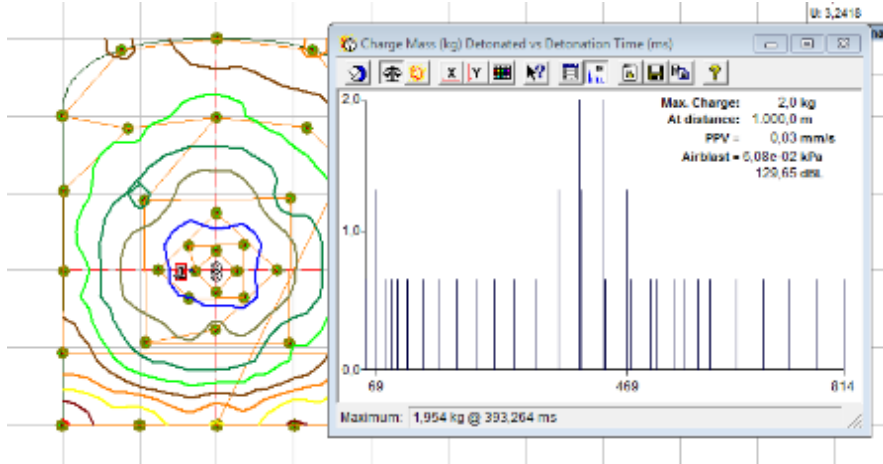 U: 3,2418
Charge Mass (kg) Detonated vs Detonation Time (ms)
X Y
2.0
Max. Charge: 2,0 kg
At distance: 1.000,0 m
PPV = 0,03 mm/s
Airblast = 6,08e-02 kPa
129,65 dBL
1.0
0.0
69 469 814
Maximum: 1,954 kg @ 393,264 ms